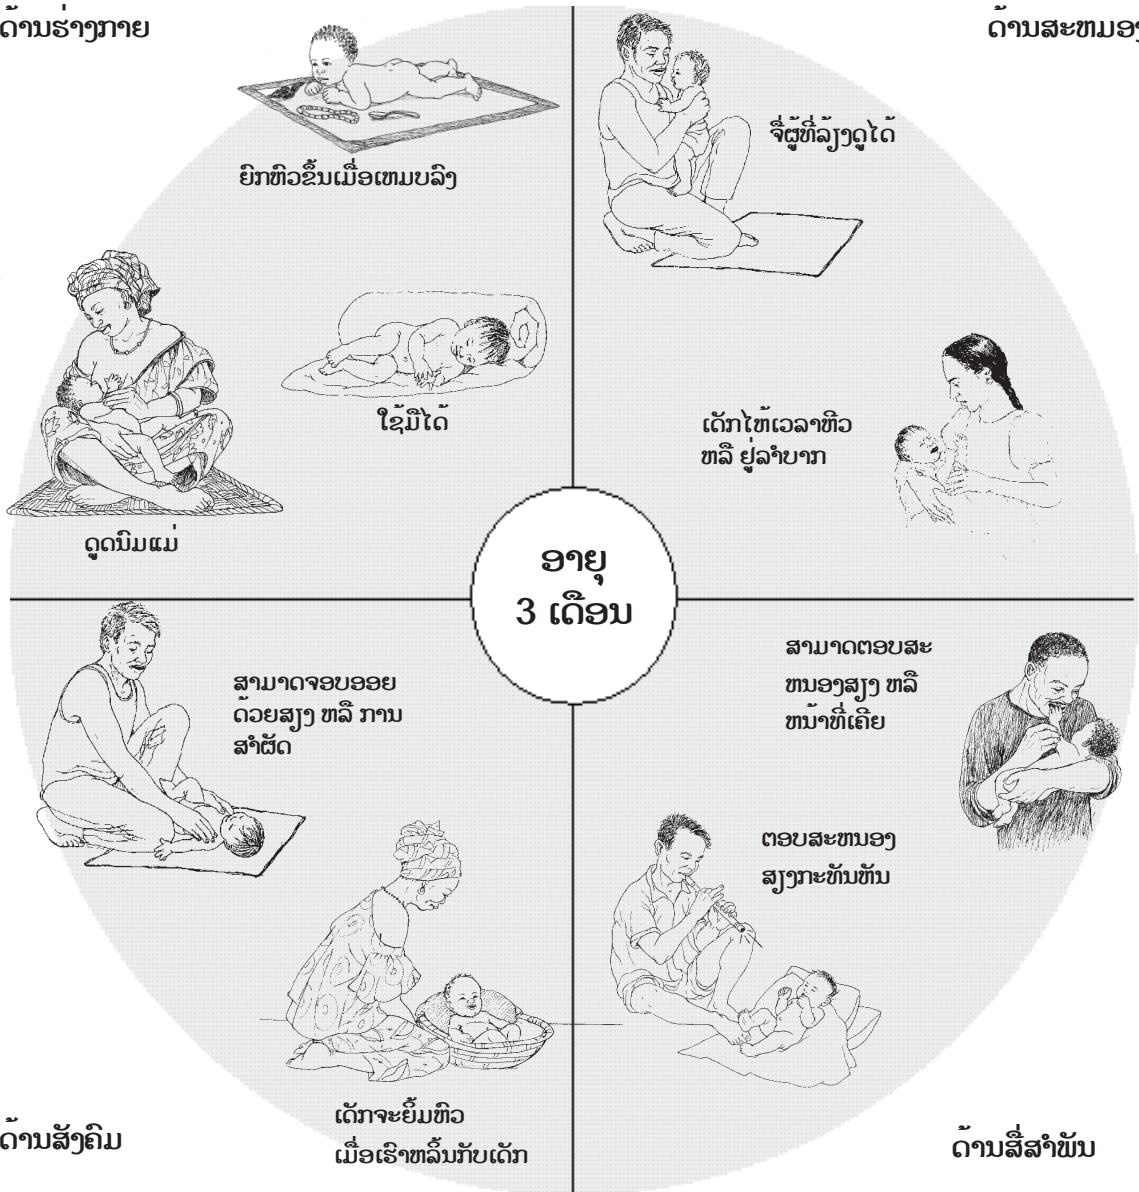 ດ້ານຮ່າງກາຍ
ດ້ານສະຫມອງ
ຍົກຫົວຂຶ້ນເມື່ອເຫມບລົງ
ຈື່ຜູ້ທີ່ລ້ຽງດູໄດ້
ໃຊ້ມືໄດ້
ເດັກໄຫ້ເວລາຫີວ
ຫລື ຢູ່ລຳບາກ
ດູດນົມແມ່
ອາຍຸ
3 ເດືອນ
ສາມາດຈອບອອຍ
ດ້ວຍສຽງ ຫລື ການ
ສຳຜັດ
ສາມາດຕອບສະ
ຫນອງສຽງ ຫລື
ຫນ້າທີ່ເຄີຍ
ຕອບສະຫນອງ
ສຽງກະທັນຫັນ
ເດັກຈະຍິ້ມຫົວ
ເມື່ອເຮົາຫລິ້ນກັບເດັກ
ດ້ານສັງຄົມ
ດ້ານສື່ສຳພັນ